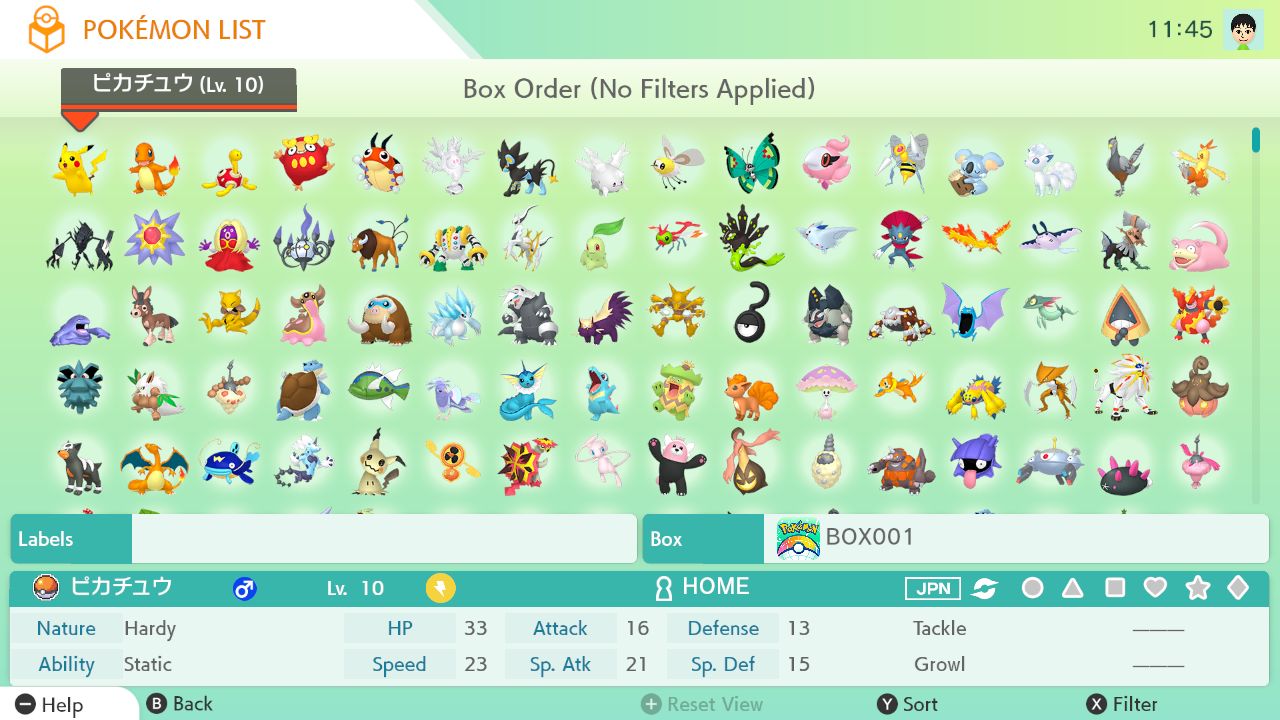 POKÉMON LIST
11:45
ピカチュウ (Lv. 10)
Box Order (No Filters Applied)
Labels
Box
Pokémon
BOX001
ピカチュウ
Lv. 10
HOME
JPN
Nature Hardy HP 33 Attack 16 Defense 13 Tackle ———
Ability Static Speed 23 Sp. Atk 21 Sp. Def 15 Growl ———
Help
B Back
Reset View
Y Sort
X Filter